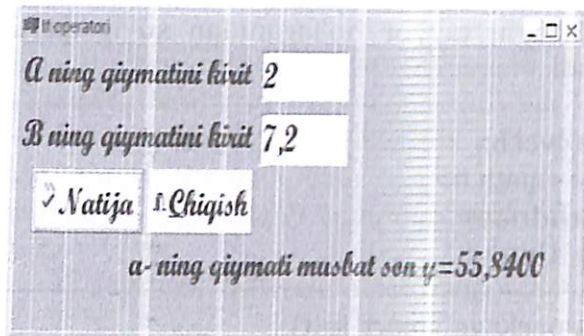 If operatori
A ning qiymatini kirit 2
B ning qiymatini kirit 7,2
Natija Chiqish
a- ning qiymati musbat son y=55,8400